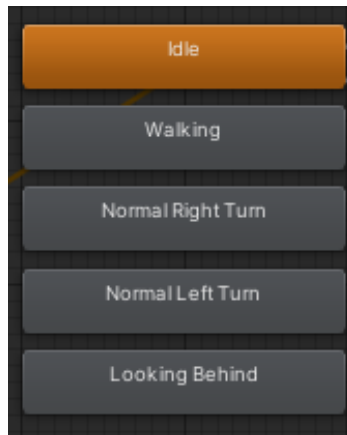 Idle
Walking
Normal Right Turn
Normal Left Turn
Looking Behind